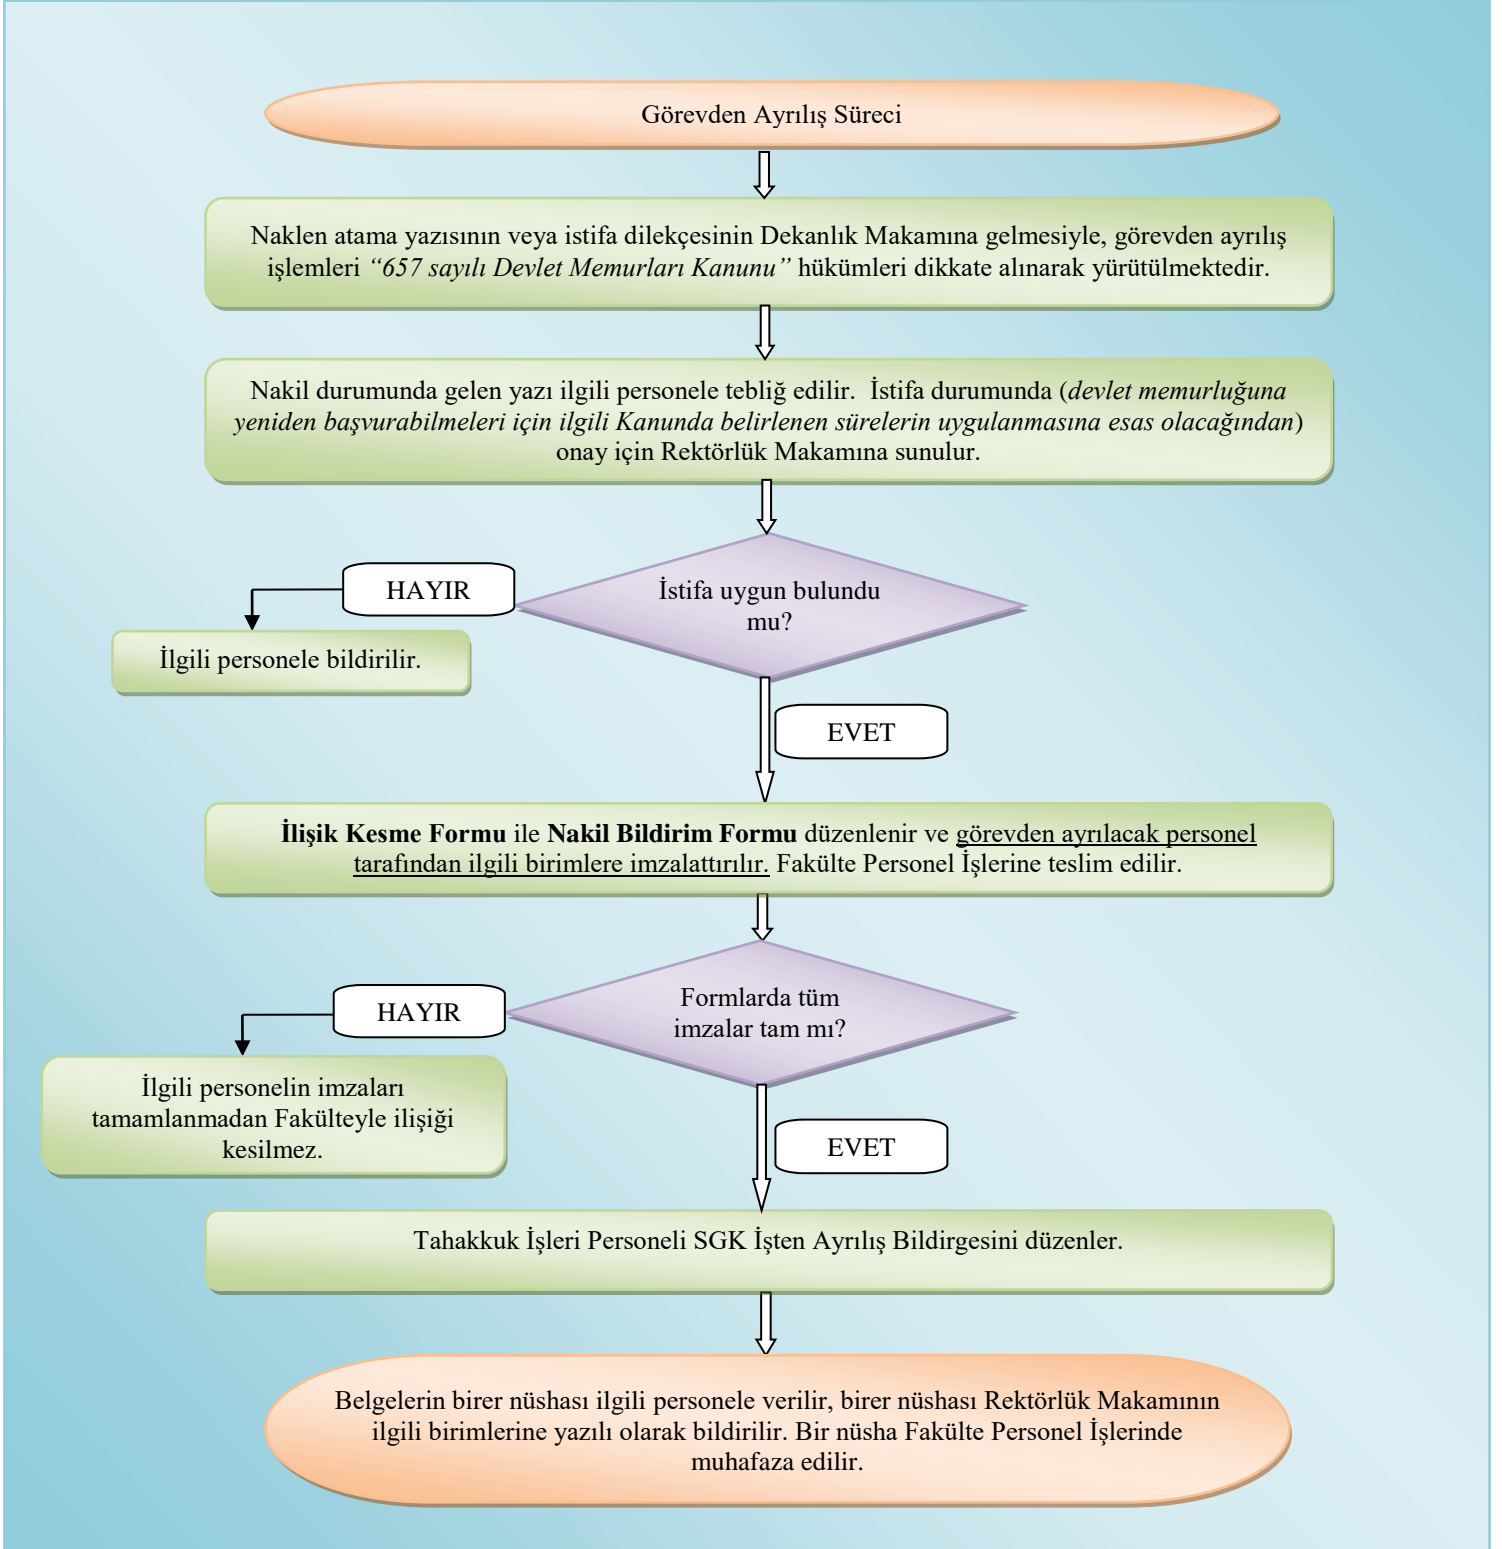 Görevden Ayrılış Süreci
Naklen atama yazısının veya istifa dilekçesinin Dekanlık Makamına gelmesiyle, görevden ayrılış
işlemleri “657 sayılı Devlet Memurları Kanunu” hükümleri dikkate alınarak yürütülmektedir.
Nakil durumunda gelen yazı ilgili personele tebliğ edilir. İstifa durumunda (devlet memurluğuna
yeniden başvurabilmeleri için ilgili Kanunda belirlenen sürelerin uygulanmasına esas olacağından)
onay için Rektörlük Makamına sunulur.
HAYIR
İstifa uygun bulundu
mu?
İlgili personele bildirilir.
EVET
İlişik Kesme Formu ile Nakil Bildirim Formu düzenlenir ve görevden ayrılacak personel
tarafından ilgili birimlere imzalattırılır. Fakülte Personel İşlerine teslim edilir.
HAYIR
Formlarda tüm
imzalar tam mı?
İlgili personelin imzaları
tamamlanmadan Fakülteyle ilişiği
kesilmez.
EVET
Tahakkuk İşleri Personeli SGK İşten Ayrılış Bildirgesini düzenler.
Belgelerin birer nüshası ilgili personele verilir, birer nüshası Rektörlük Makamının
ilgili birimlerine yazılı olarak bildirilir. Bir nüsha Fakülte Personel İşlerinde
muhafaza edilir.